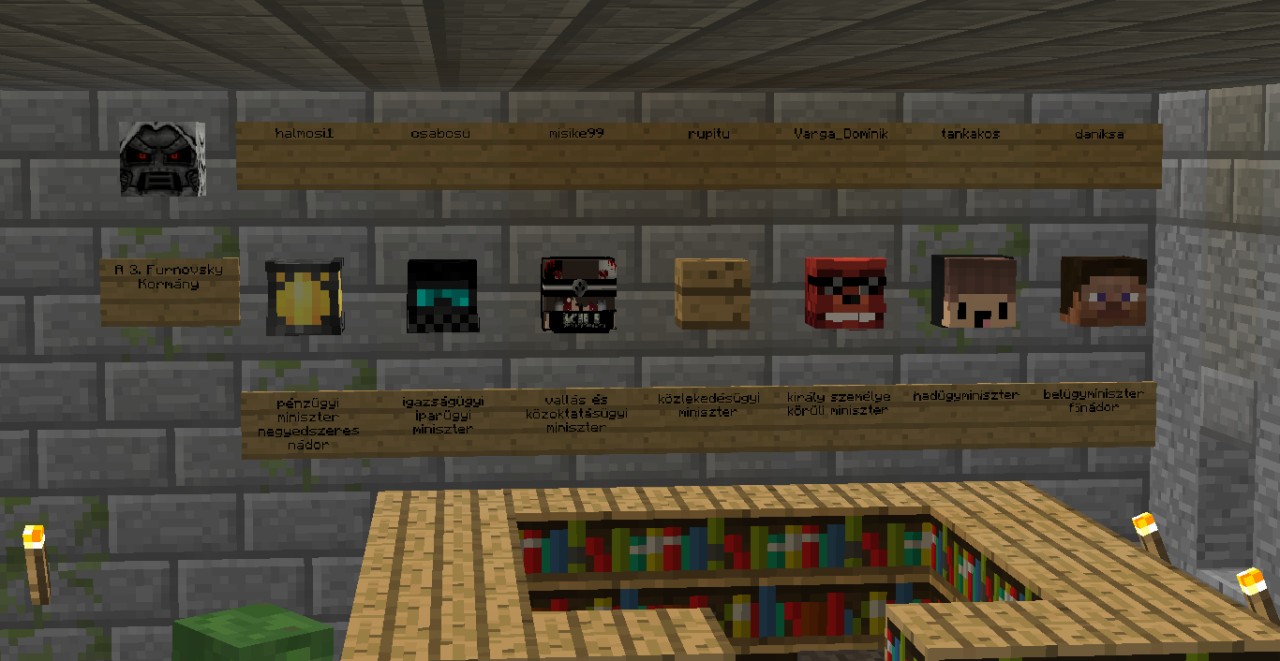 halmosi1
osabosu
misike99
rupitu
Varga_Dominik
tankakos
daniksa
A 3. Furnovsky
Kormány
pénzügyi
miniszter
negyedszeres
nádor
igazságügyi
iparügyi
miniszter
vallás és
közoktatásügyi
miniszter
közlekedésügyi
miniszter
király személye
körüli miniszter
hadügyminiszter
belügyminiszter
főnádor